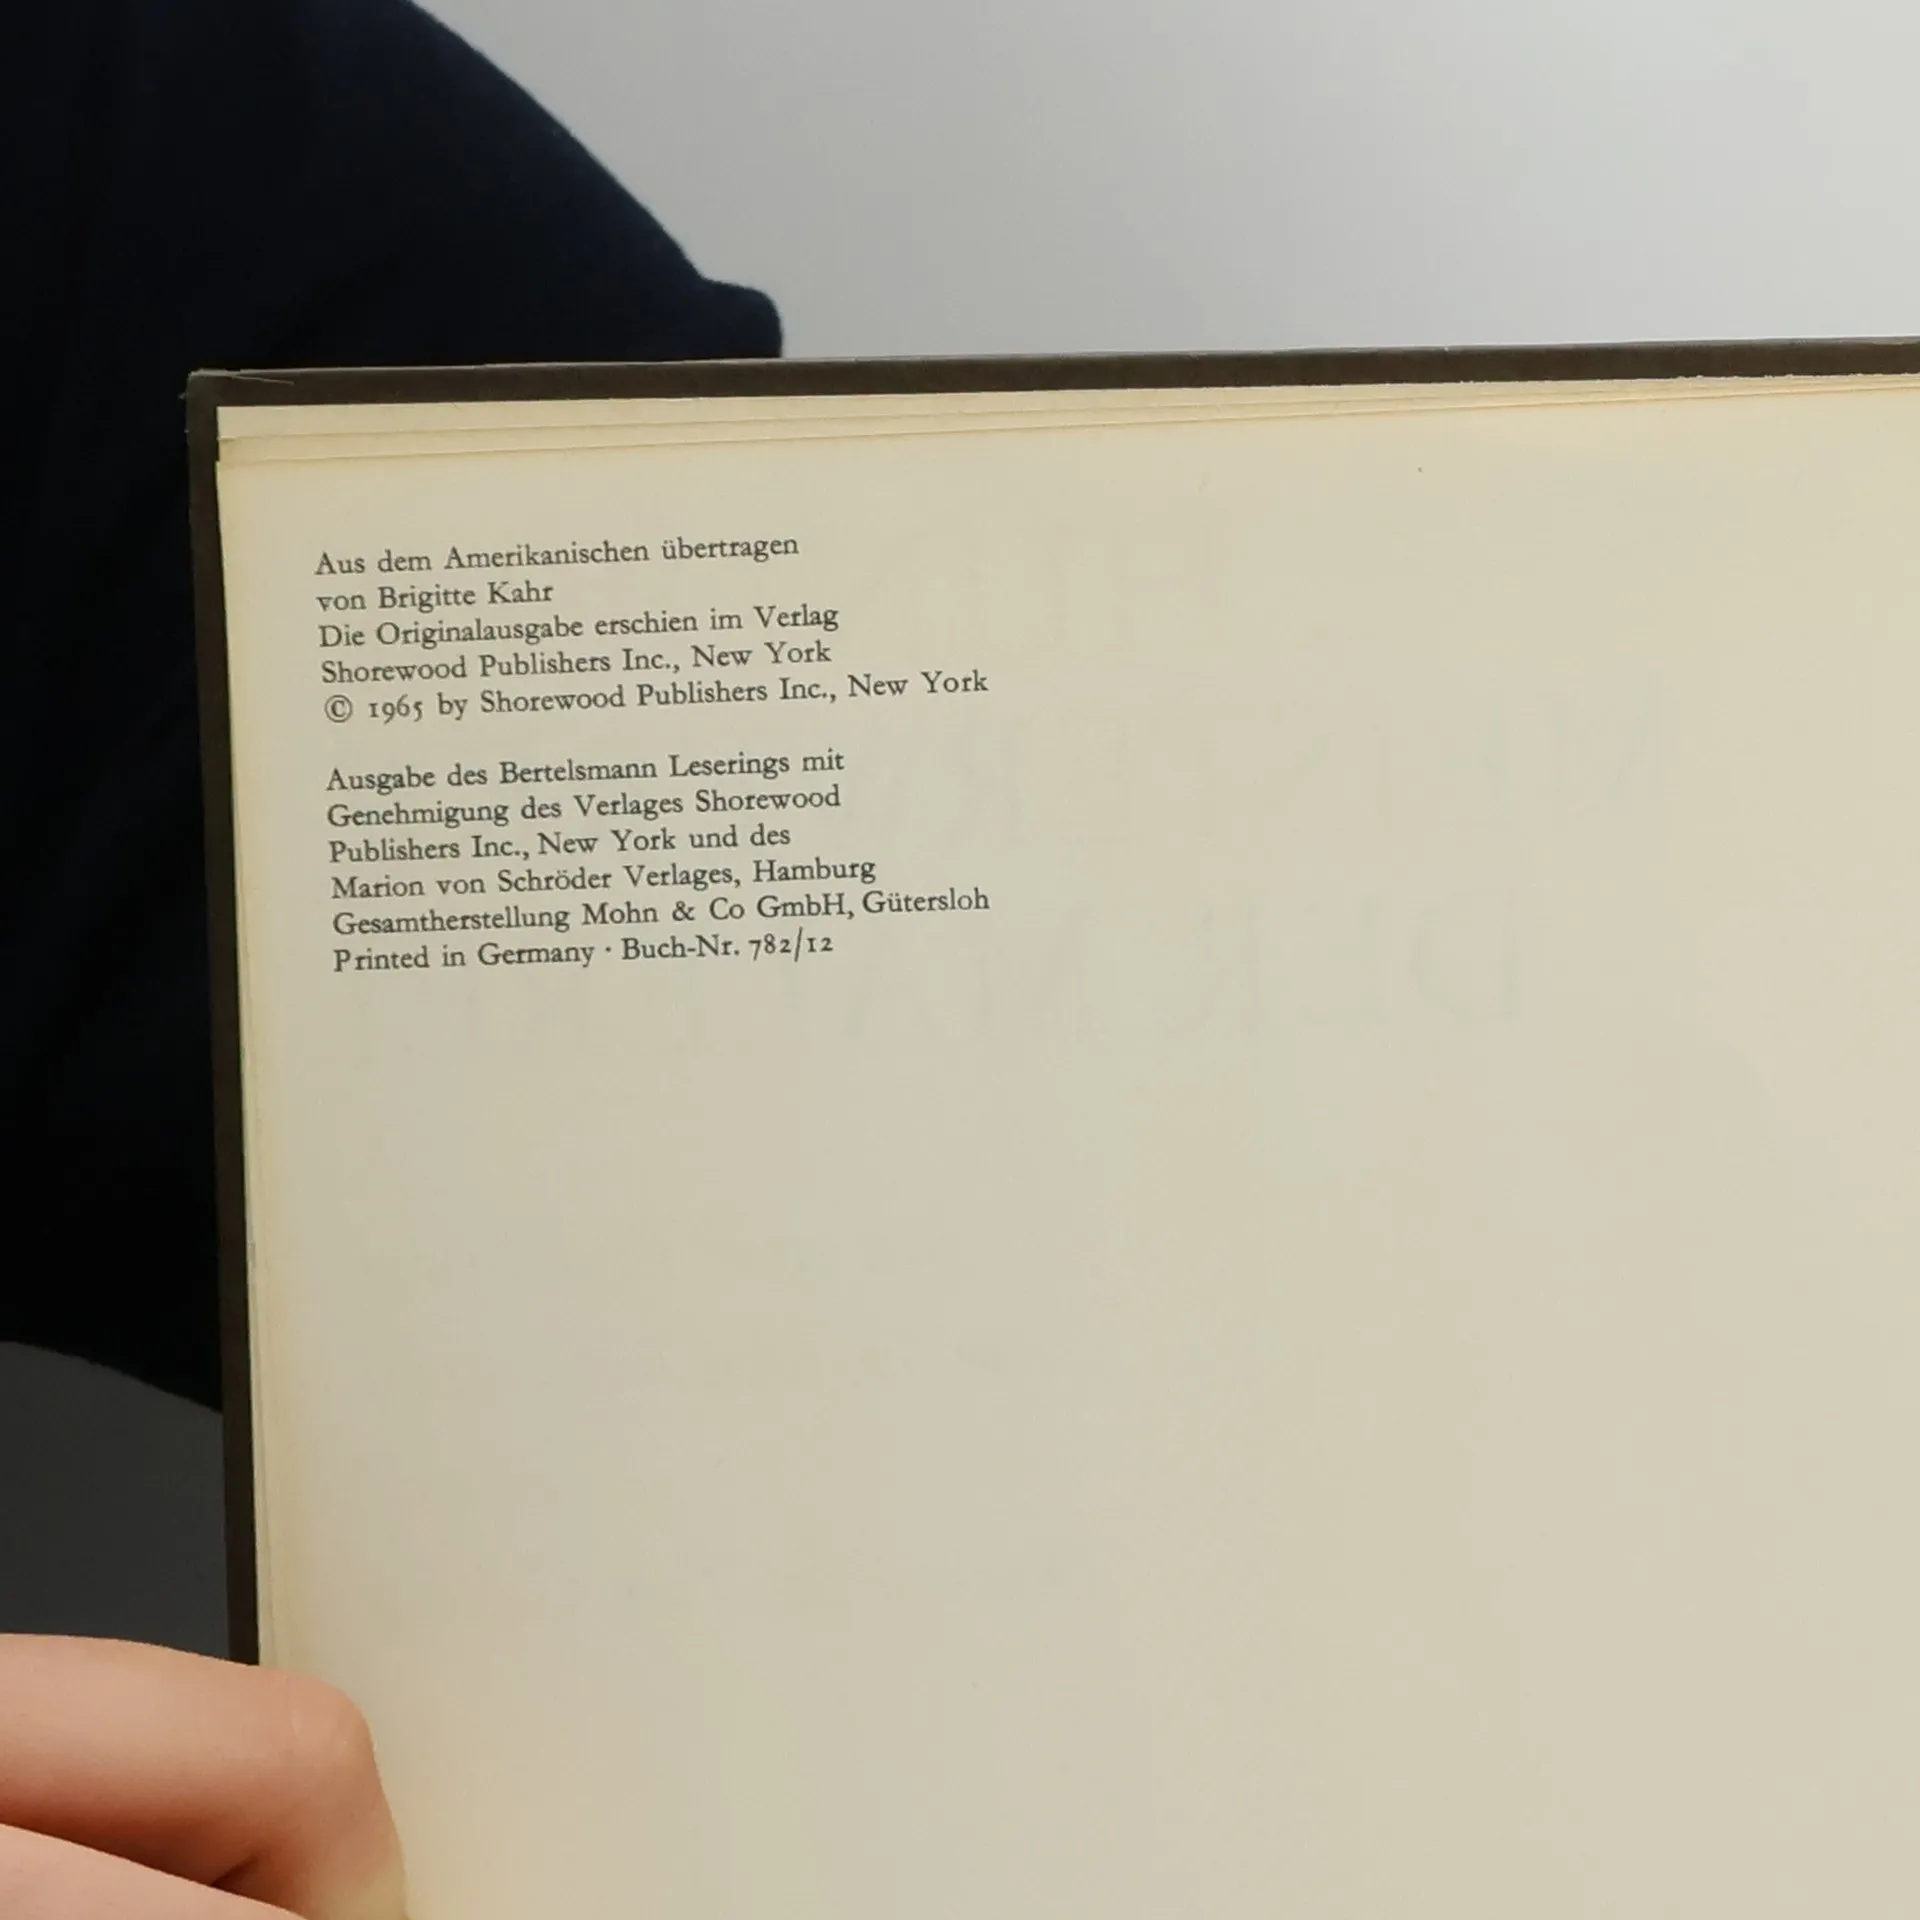 Aus dem Amerikanischen übertragen
von Brigitte Kahr
Die Originalausgabe erschien im Verlag
Shorewood Publishers Inc., New York
© 1965 by Shorewood Publishers Inc., New York
Ausgabe des Bertelsmann Leserings mit
Genehmigung des Verlages Shorewood
Publishers Inc., New York und des
Marion von Schröder Verlages, Hamburg
Gesamtherstellung Mohn & Co GmbH, Gütersloh
Printed in Germany · Buch-Nr. 782/12